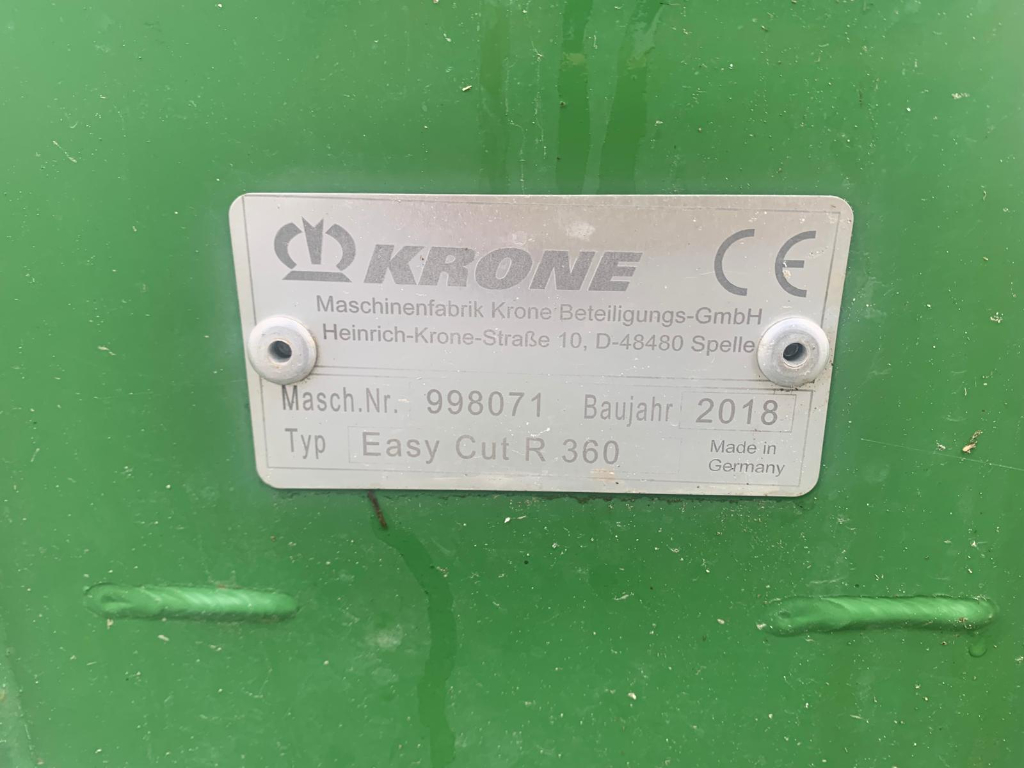 KRONE CE
Maschinenfabrik Krone Beteiligungs-GmbH
Heinrich-Krone-Straße 10, D-48480 Spelle
Masch.Nr. 998071 Baujahr 2018
Typ Easy Cut R 360 Made in
Germany